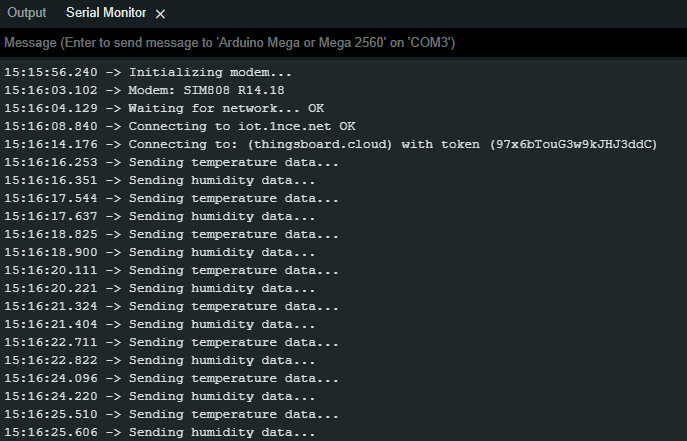 Output Serial Monitor
Message (Enter to send message to 'Arduino Mega or Mega 2560' on 'COM3')
15:15:56.240 -> Initializing modem...
15:16:03.102 -> Modem: SIM808 R14.18
15:16:04.129 -> Waiting for network... OK
15:16:08.840 -> Connecting to iot.1nce.net OK
15:16:14.176 -> Connecting to: (thingsboard.cloud) with token (97x6bTouG3w9kJHJ3ddC)
15:16:16.253 -> Sending temperature data...
15:16:16.351 -> Sending humidity data...
15:16:17.544 -> Sending temperature data...
15:16:17.637 -> Sending humidity data...
15:16:18.825 -> Sending temperature data...
15:16:18.900 -> Sending humidity data...
15:16:20.111 -> Sending temperature data...
15:16:20.221 -> Sending humidity data...
15:16:21.324 -> Sending temperature data...
15:16:21.404 -> Sending humidity data...
15:16:22.711 -> Sending temperature data...
15:16:22.822 -> Sending humidity data...
15:16:24.096 -> Sending temperature data...
15:16:24.220 -> Sending humidity data...
15:16:25.510 -> Sending temperature data...
15:16:25.606 -> Sending humidity data...